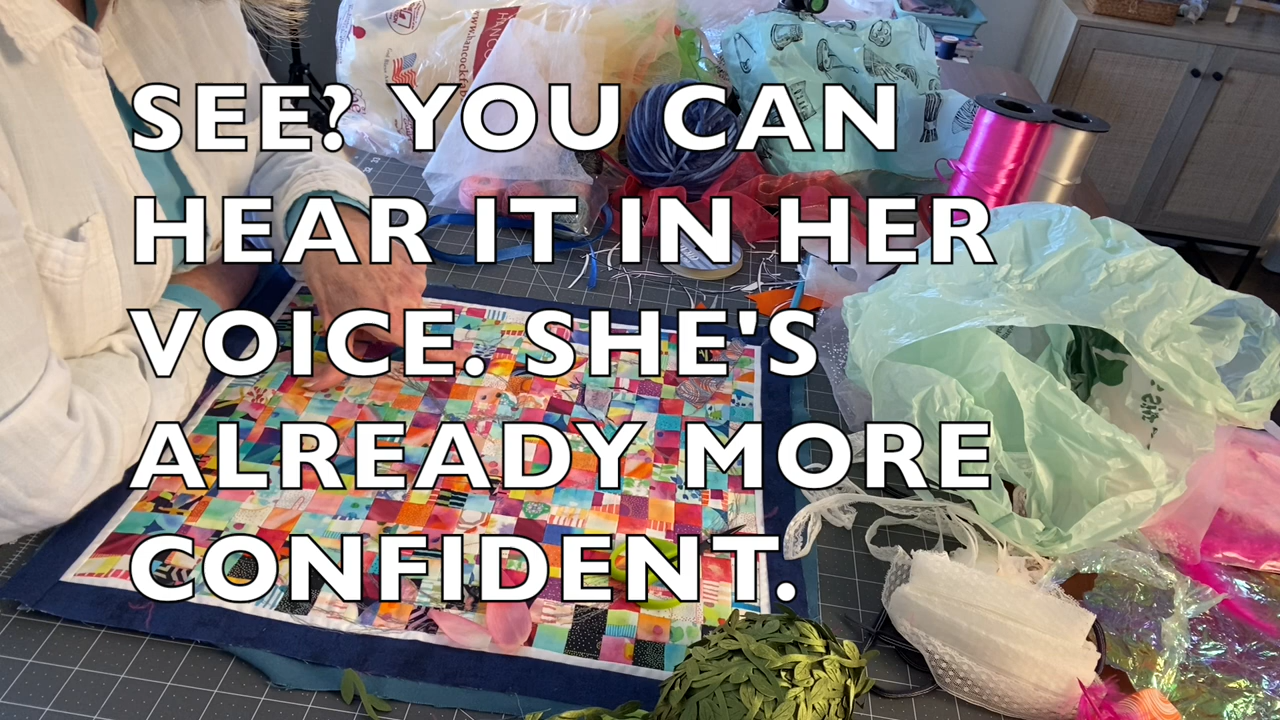 SEE? YOU CAN
HEAR IT IN HER
VOICE. SHE'S
ALREADY MORE
CONFIDENT.